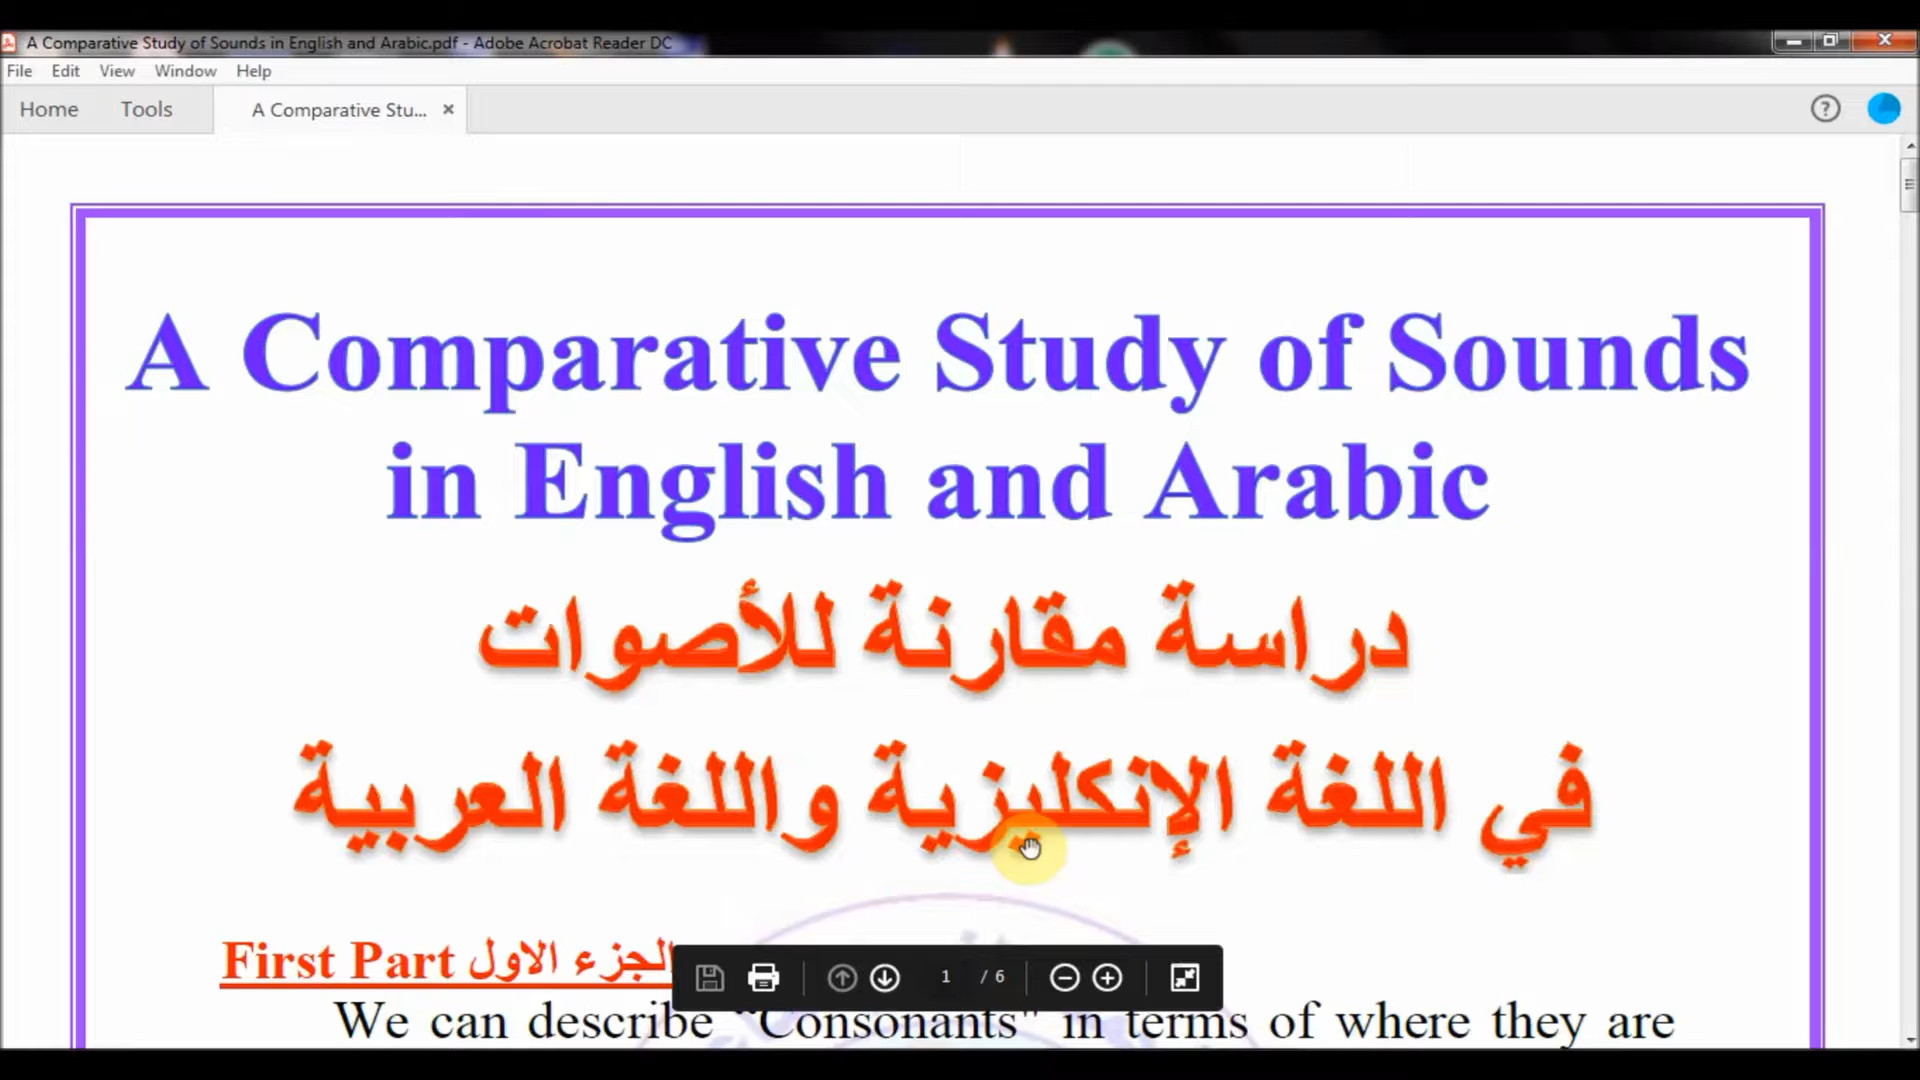 A Comparative Study of Sounds in English and Arabic.pdf - Adobe Acrobat Reader DC
File Edit View Window Help
Home Tools A Comparative Stu...
A Comparative Study of Sounds
in English and Arabic
دراسة مقارنة للأصوات
في اللغة الإنكليزية واللغة العربية
First Part الجزء الاول
1 / 6
We can describe "Consonants" in terms of where they are